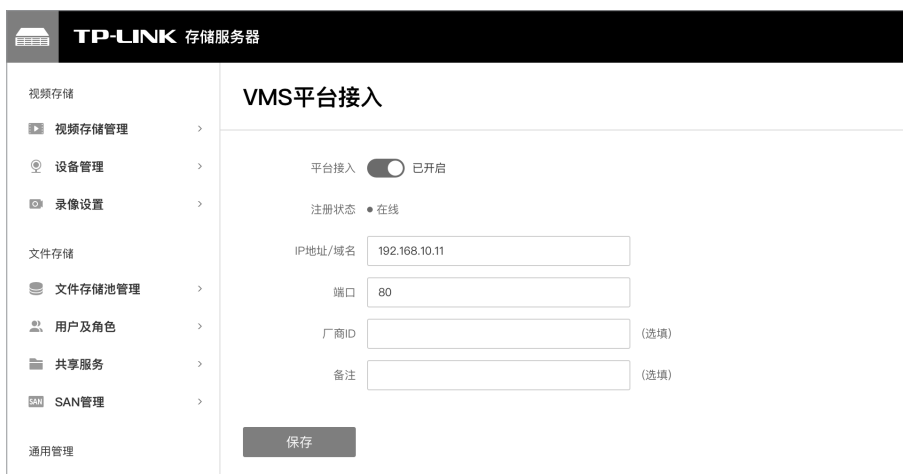 TP-LINK 存储服务器
视频存储
视频存储管理
设备管理
录像设置
文件存储
文件存储池管理
用户及角色
共享服务
SAN SAN管理
通用管理
VMS平台接入
平台接入 已开启
注册状态 在线
IP地址/域名 192.168.10.11
端口 80
厂商ID (选填)
备注 (选填)
保存